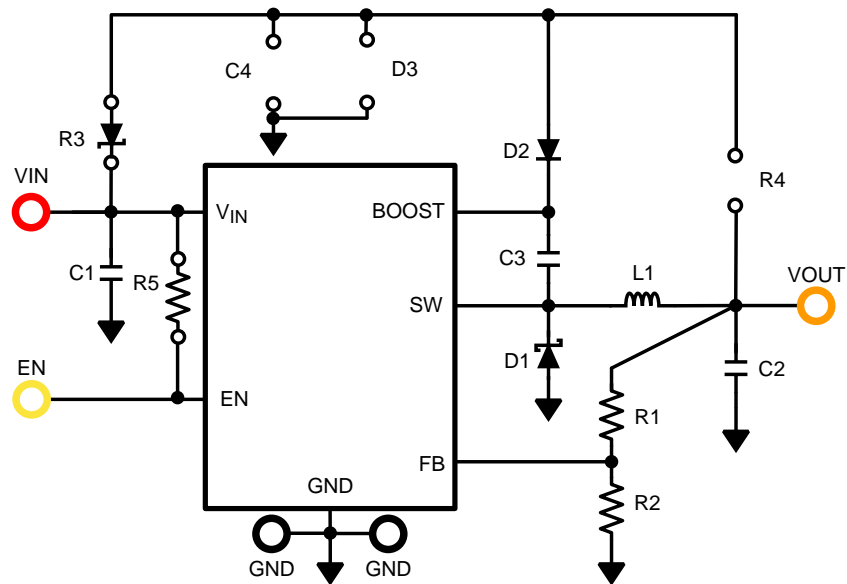 C4
D3
R3
D2
R4
VIN
VIN
BOOST
C3
C1
R5
L1
VOUT
SW
D1
EN
EN
C2
R1
FB
GND
R2
GND
GND